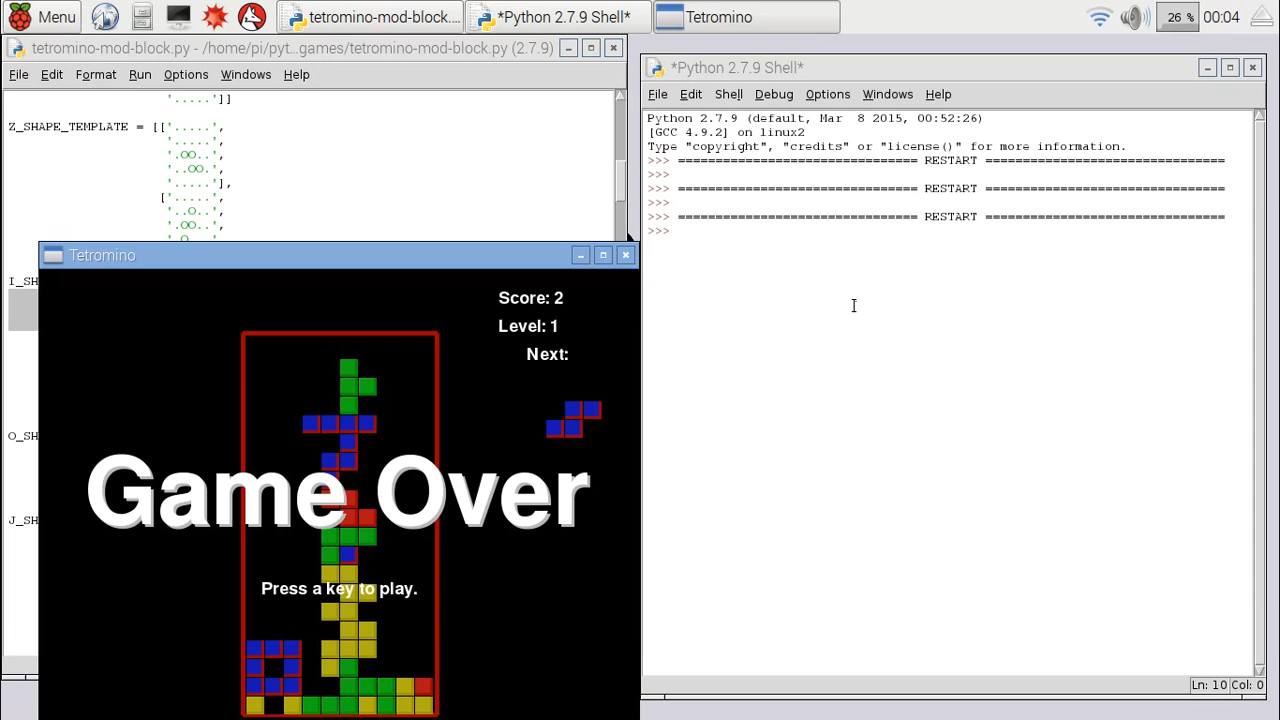 Menu
tetromino-mod-block....
*Python 2.7.9 Shell*
Tetromino
26 %
00:04
tetromino-mod-block.py - /home/pi/pyt...games/tetromino-mod-block.py (2.7.9)
File Edit Format Run Options Windows Help
'.....']]
Z_SHAPE_TEMPLATE = [['.....',
'.....',
'.OO..',
'..OO.',
'.....'],
['.....',
'..O..',
'.OO..',
'.O
I_SH
O_SH
J_SH
*Python 2.7.9 Shell*
File Edit Shell Debug Options Windows Help
Python 2.7.9 (default, Mar  8 2015, 00:52:26)
[GCC 4.9.2] on linux2
Type "copyright", "credits" or "license()" for more information.
>>> ================================ RESTART ================================
>>>
>>> ================================ RESTART ================================
>>>
>>> ================================ RESTART ================================
>>>
Ln: 10 Col: 0
Tetromino
Score: 2
Level: 1
Next:
Game Over
Press a key to play.